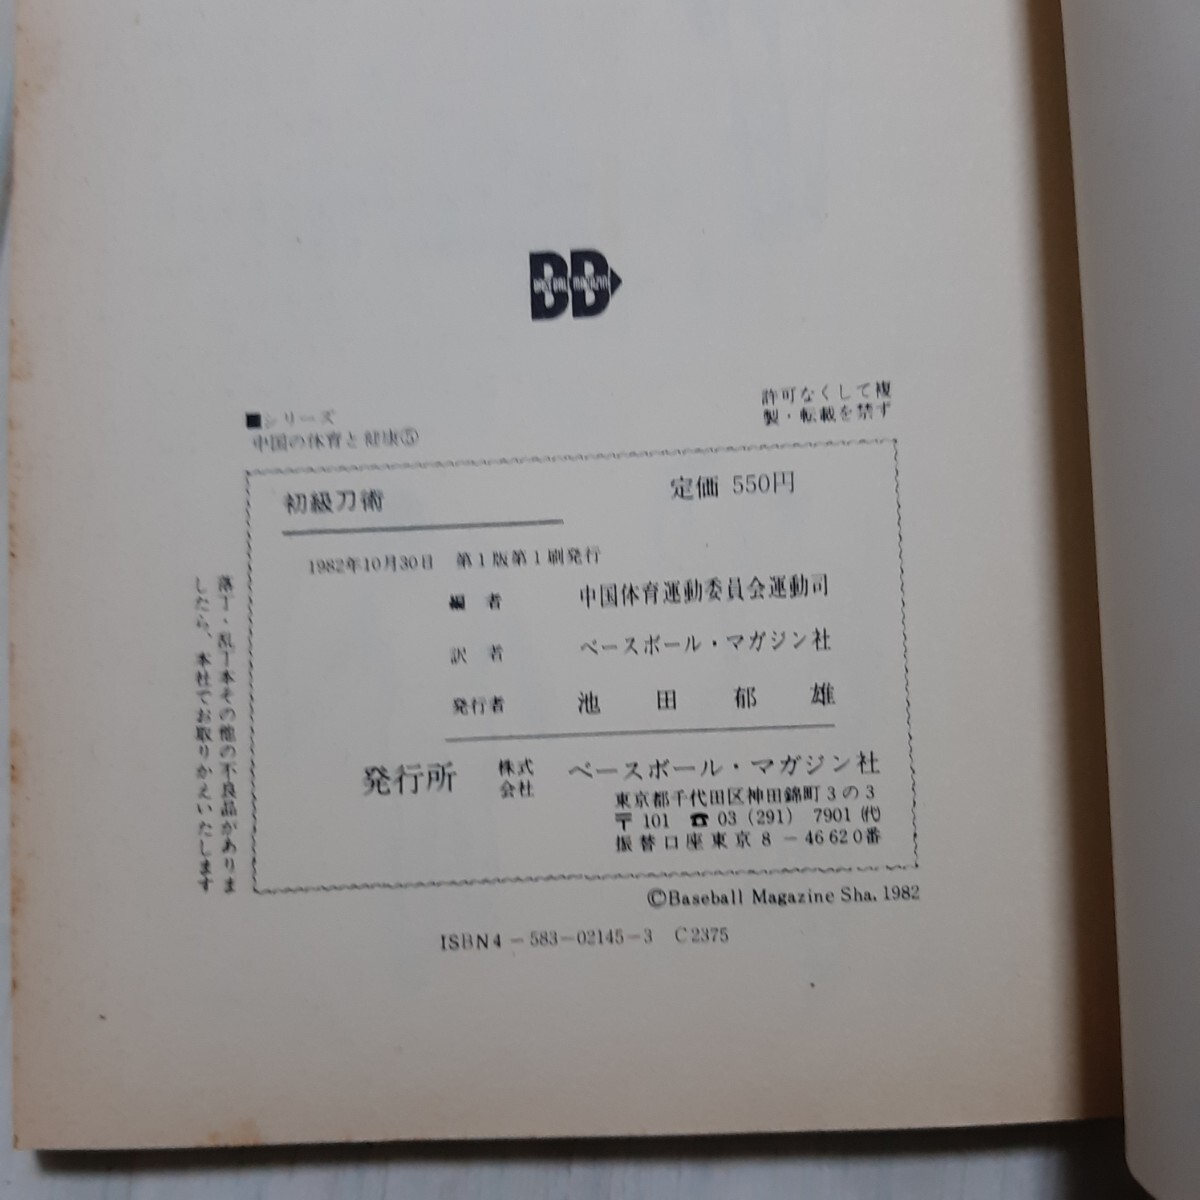 BASEBALL MAGAZIN
■シリーズ
中国の体育と健康⑤
許可なくして複
製・転載を禁ず
初級刀術
定価 550円
1982年10月30日 第1版第1刷発行
編者 中国体育運動委員会運動司
訳者 ベースボール・マガジン社
発行者 池田郁雄
発行所 株式会社 ベースボール・マガジン社
東京都千代田区神田錦町3の3
〒101 ☎03(291)7901(代)
振替口座東京8-46620番
©Baseball Magazine Sha, 1982
ISBN4-583-02145-3 C2375
落丁・乱丁本その他の不良品がありま
したら、本社でお取りかえいたします